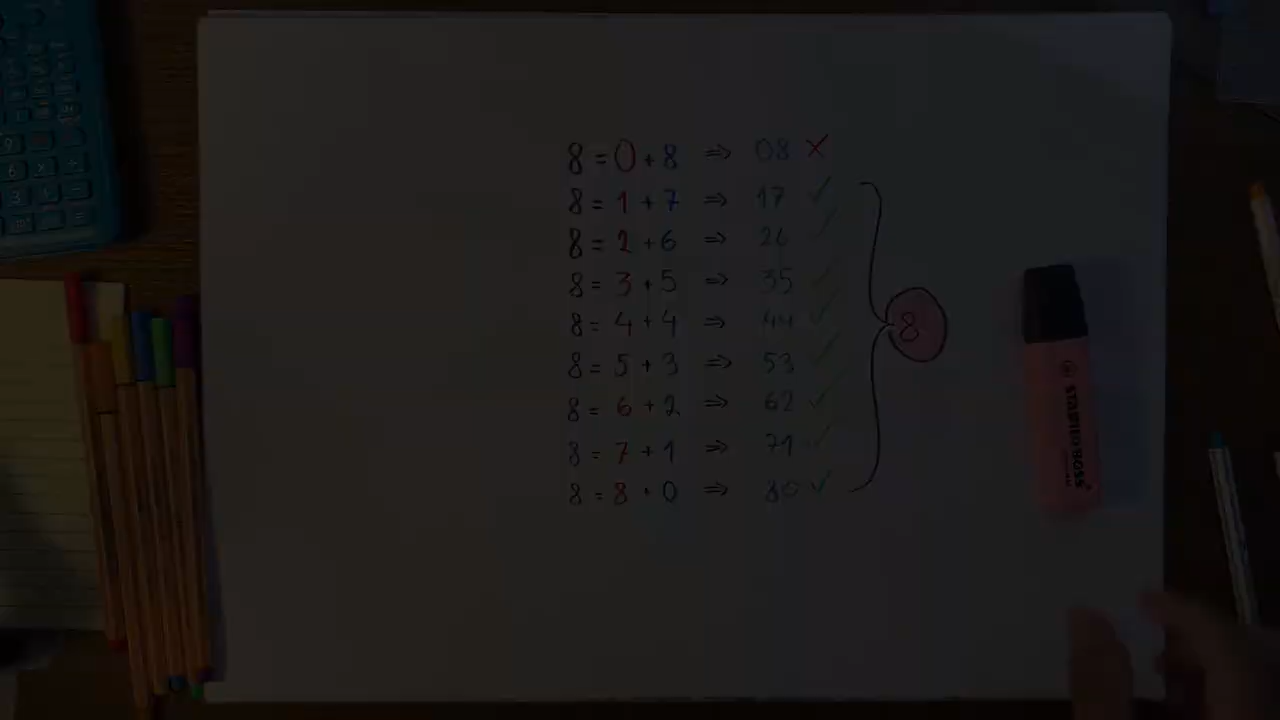 8 = 0 + 8 ⇒ 08 ✗
8 = 1 + 7 ⇒ 17 ✓
8 = 2 + 6 ⇒ 26 ✓
8 = 3 + 5 ⇒ 35 ✓
8 = 4 + 4 ⇒ 44 ✓
8 = 5 + 3 ⇒ 53 ✓
8 = 6 + 2 ⇒ 62 ✓
8 = 7 + 1 ⇒ 71 ✓
8 = 8 + 0 ⇒ 80 ✓
8
STABILO BOSS